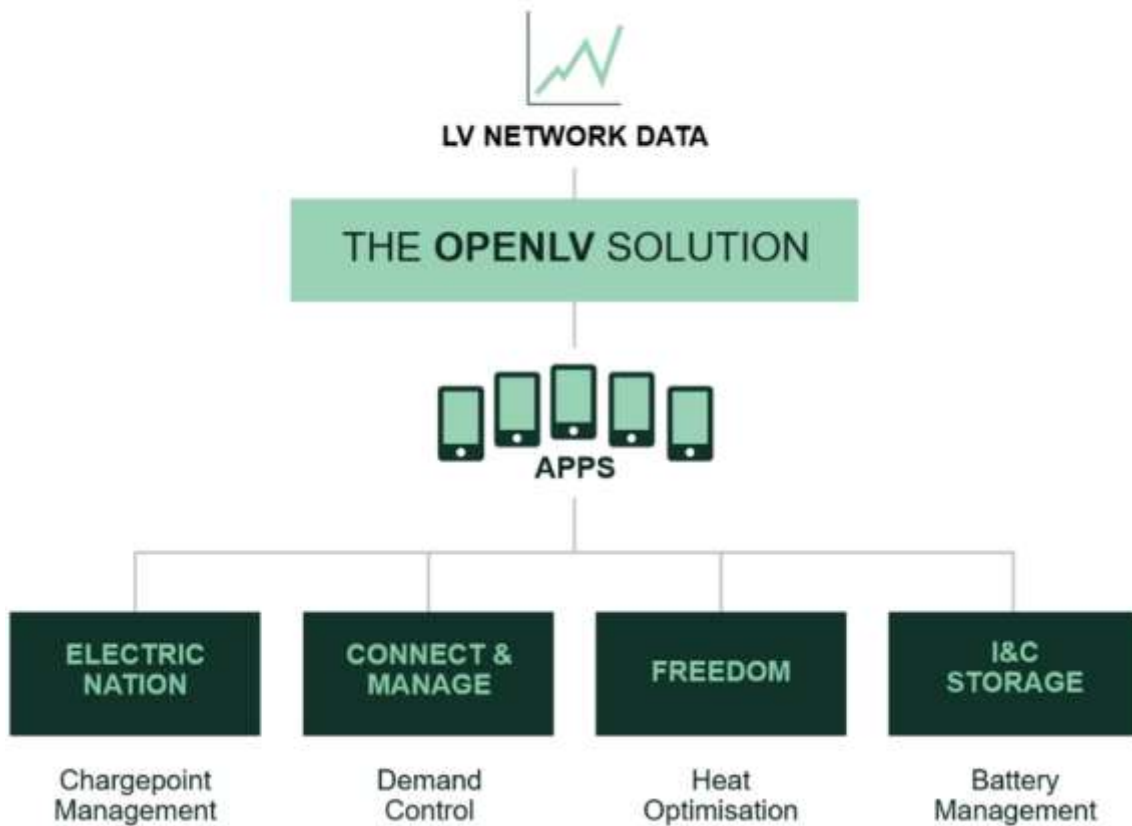 LV NETWORK DATA
THE OPENLV SOLUTION
APPS
ELECTRIC
NATION
CONNECT &
MANAGE
FREEDOM
I&C
STORAGE
Chargepoint
Management
Demand
Control
Heat
Optimisation
Battery
Management